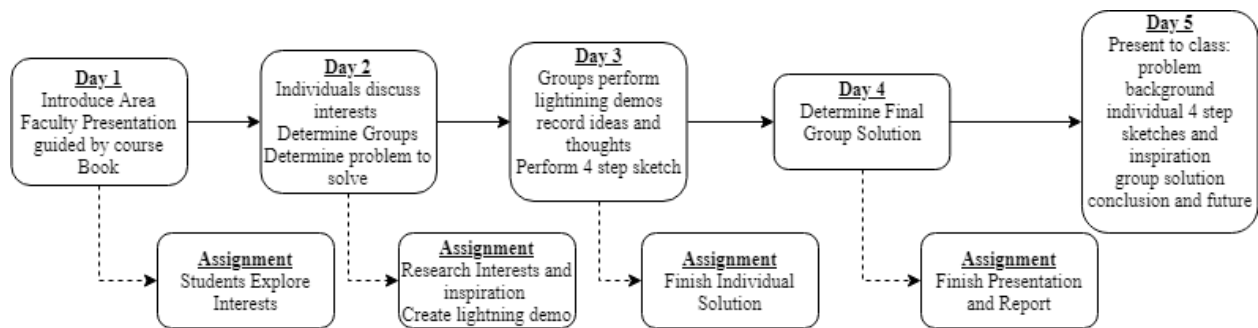 Day 1
Introduce Area
Faculty Presentation
guided by course
Book
Day 2
Individuals discuss
interests
Determine Groups
Determine problem to
solve
Day 3
Groups perform
lightining demos
record ideas and
thoughts
Perform 4 step sketch
Day 4
Determine Final
Group Solution
Day 5
Present to class:
problem
background
individual 4 step
sketches and
inspiration
group solution
conclusion and future
Assignment
Students Explore
Interests
Assignment
Research Interests and
inspiration
Create lightning demo
Assignment
Finish Individual
Solution
Assignment
Finish Presentation
and Report